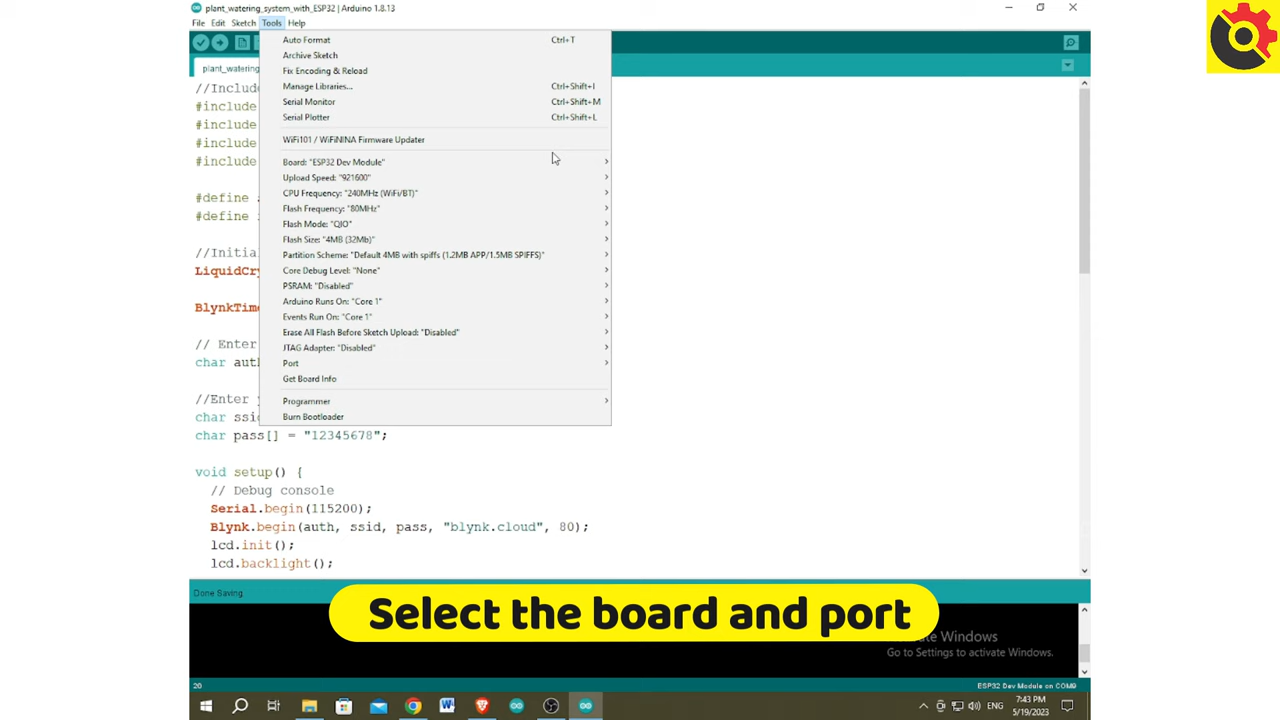 plant_watering_system_with_ESP32 | Arduino 1.8.13
File Edit Sketch Tools Help
plant_watering
Auto Format Ctrl+T
Archive Sketch
Fix Encoding & Reload
Manage Libraries... Ctrl+Shift+I
Serial Monitor Ctrl+Shift+M
Serial Plotter Ctrl+Shift+L
WiFi101 / WiFiNINA Firmware Updater
Board: "ESP32 Dev Module"
Upload Speed: "921600"
CPU Frequency: "240MHz (WiFi/BT)"
Flash Frequency: "80MHz"
Flash Mode: "QIO"
Flash Size: "4MB (32Mb)"
Partition Scheme: "Default 4MB with spiffs (1.2MB APP/1.5MB SPIFFS)"
Core Debug Level: "None"
PSRAM: "Disabled"
Arduino Runs On: "Core 1"
Events Run On: "Core 1"
Erase All Flash Before Sketch Upload: "Disabled"
JTAG Adapter: "Disabled"
Port
Get Board Info
Programmer
Burn Bootloader
//Includ
#include
#include
#include
#include
#define
#define
//Initial
LiquidCry
BlynkTime
// Enter
char auth
//Enter
char ssi
char pass[] = "12345678";
void setup() {
// Debug console
Serial.begin(115200);
Blynk.begin(auth, ssid, pass, "blynk.cloud", 80);
lcd.init();
lcd.backlight();
Done Saving
Select the board and port
Windows
Go to Settings to activate Windows.
20 ESP32 Dev Module on COM9
ENG
7:43 PM
5/19/2023